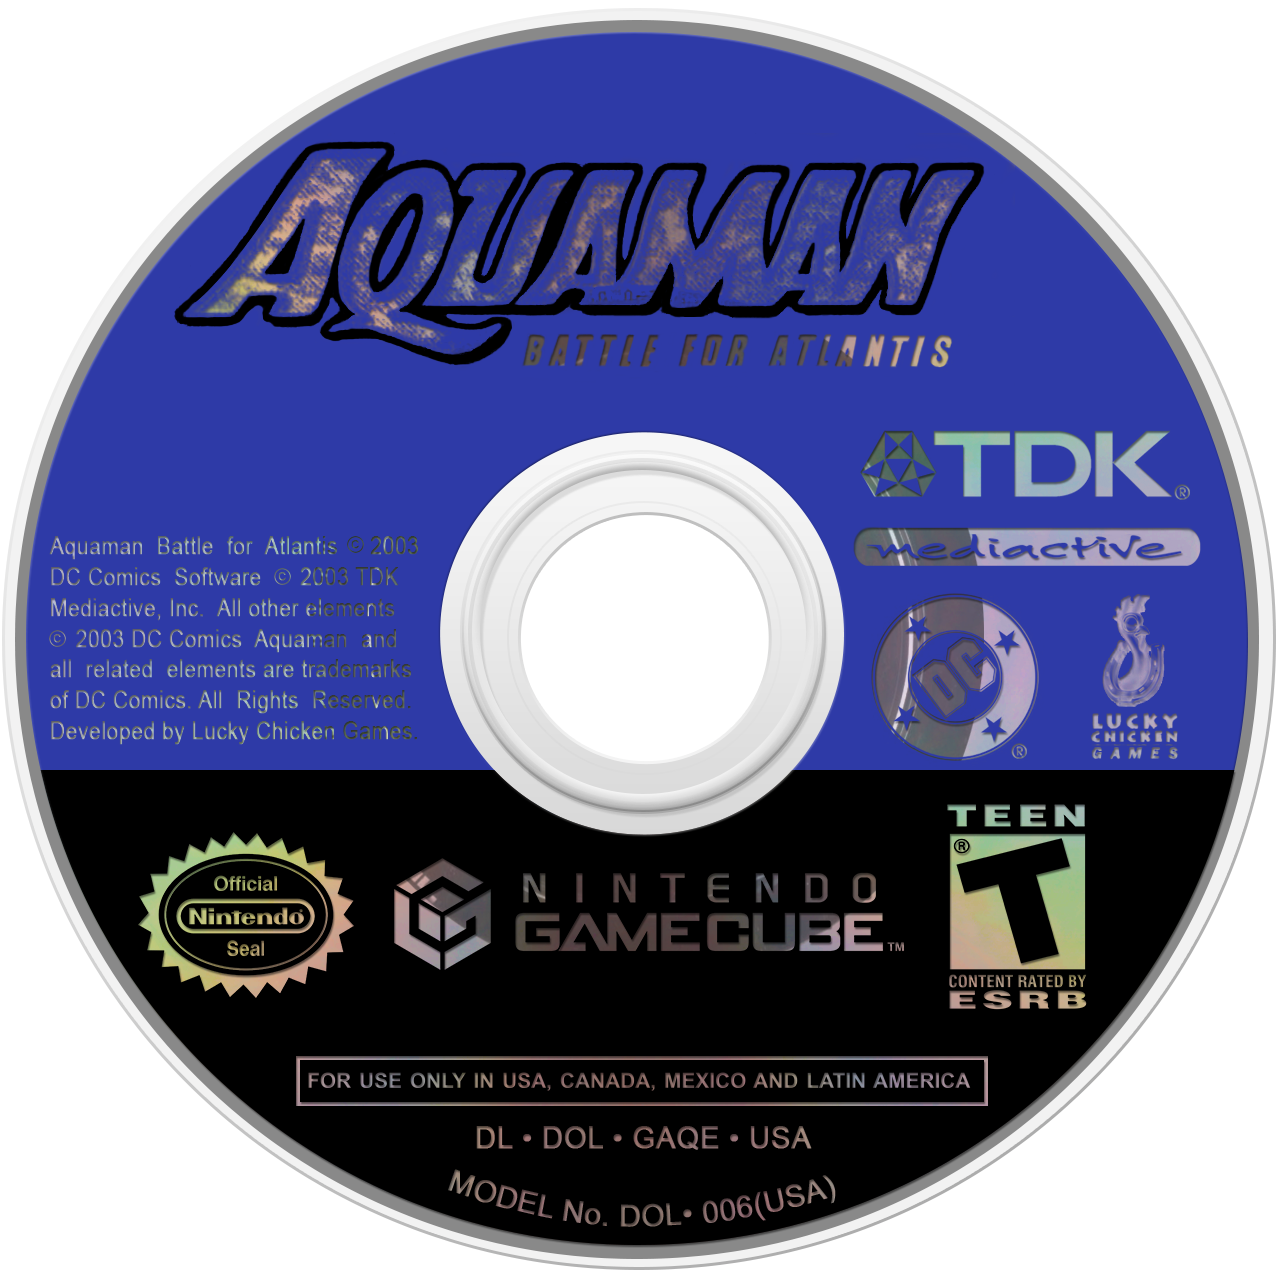 AQUAMAN
BATTLE FOR ATLANTIS
TDK®
mediactive
Aquaman Battle for Atlantis © 2003
DC Comics Software © 2003 TDK
Mediactive, Inc. All other elements
© 2003 DC Comics Aquaman and
all related elements are trademarks
of DC Comics. All Rights Reserved.
Developed by Lucky Chicken Games.
DC
®
LUCKY
CHICKEN
GAMES
Official
Nintendo®
Seal
NINTENDO
GAMECUBE™
TEEN
®
T
CONTENT RATED BY
ESRB
FOR USE ONLY IN USA, CANADA, MEXICO AND LATIN AMERICA
DL • DOL • GAQE • USA
MODEL No. DOL• 006(USA)